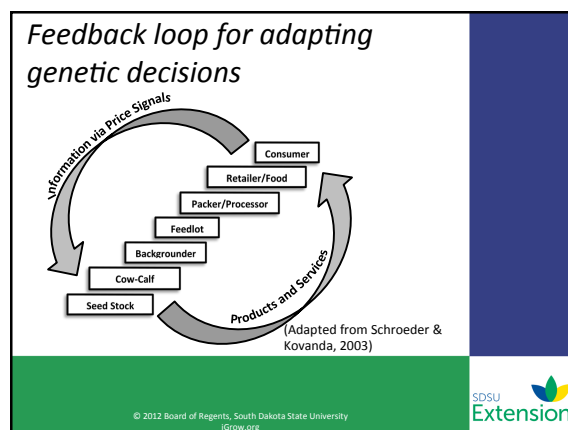 Feedback loop for adapting
genetic decisions
Information via Price Signals
Consumer
Retailer/Food
Packer/Processor
Feedlot
Backgrounder
Cow-Calf
Seed Stock
Products and Services
(Adapted from Schroeder &
Kovanda, 2003)
© 2012 Board of Regents, South Dakota State University
iGrow.org
SDSU
Extension